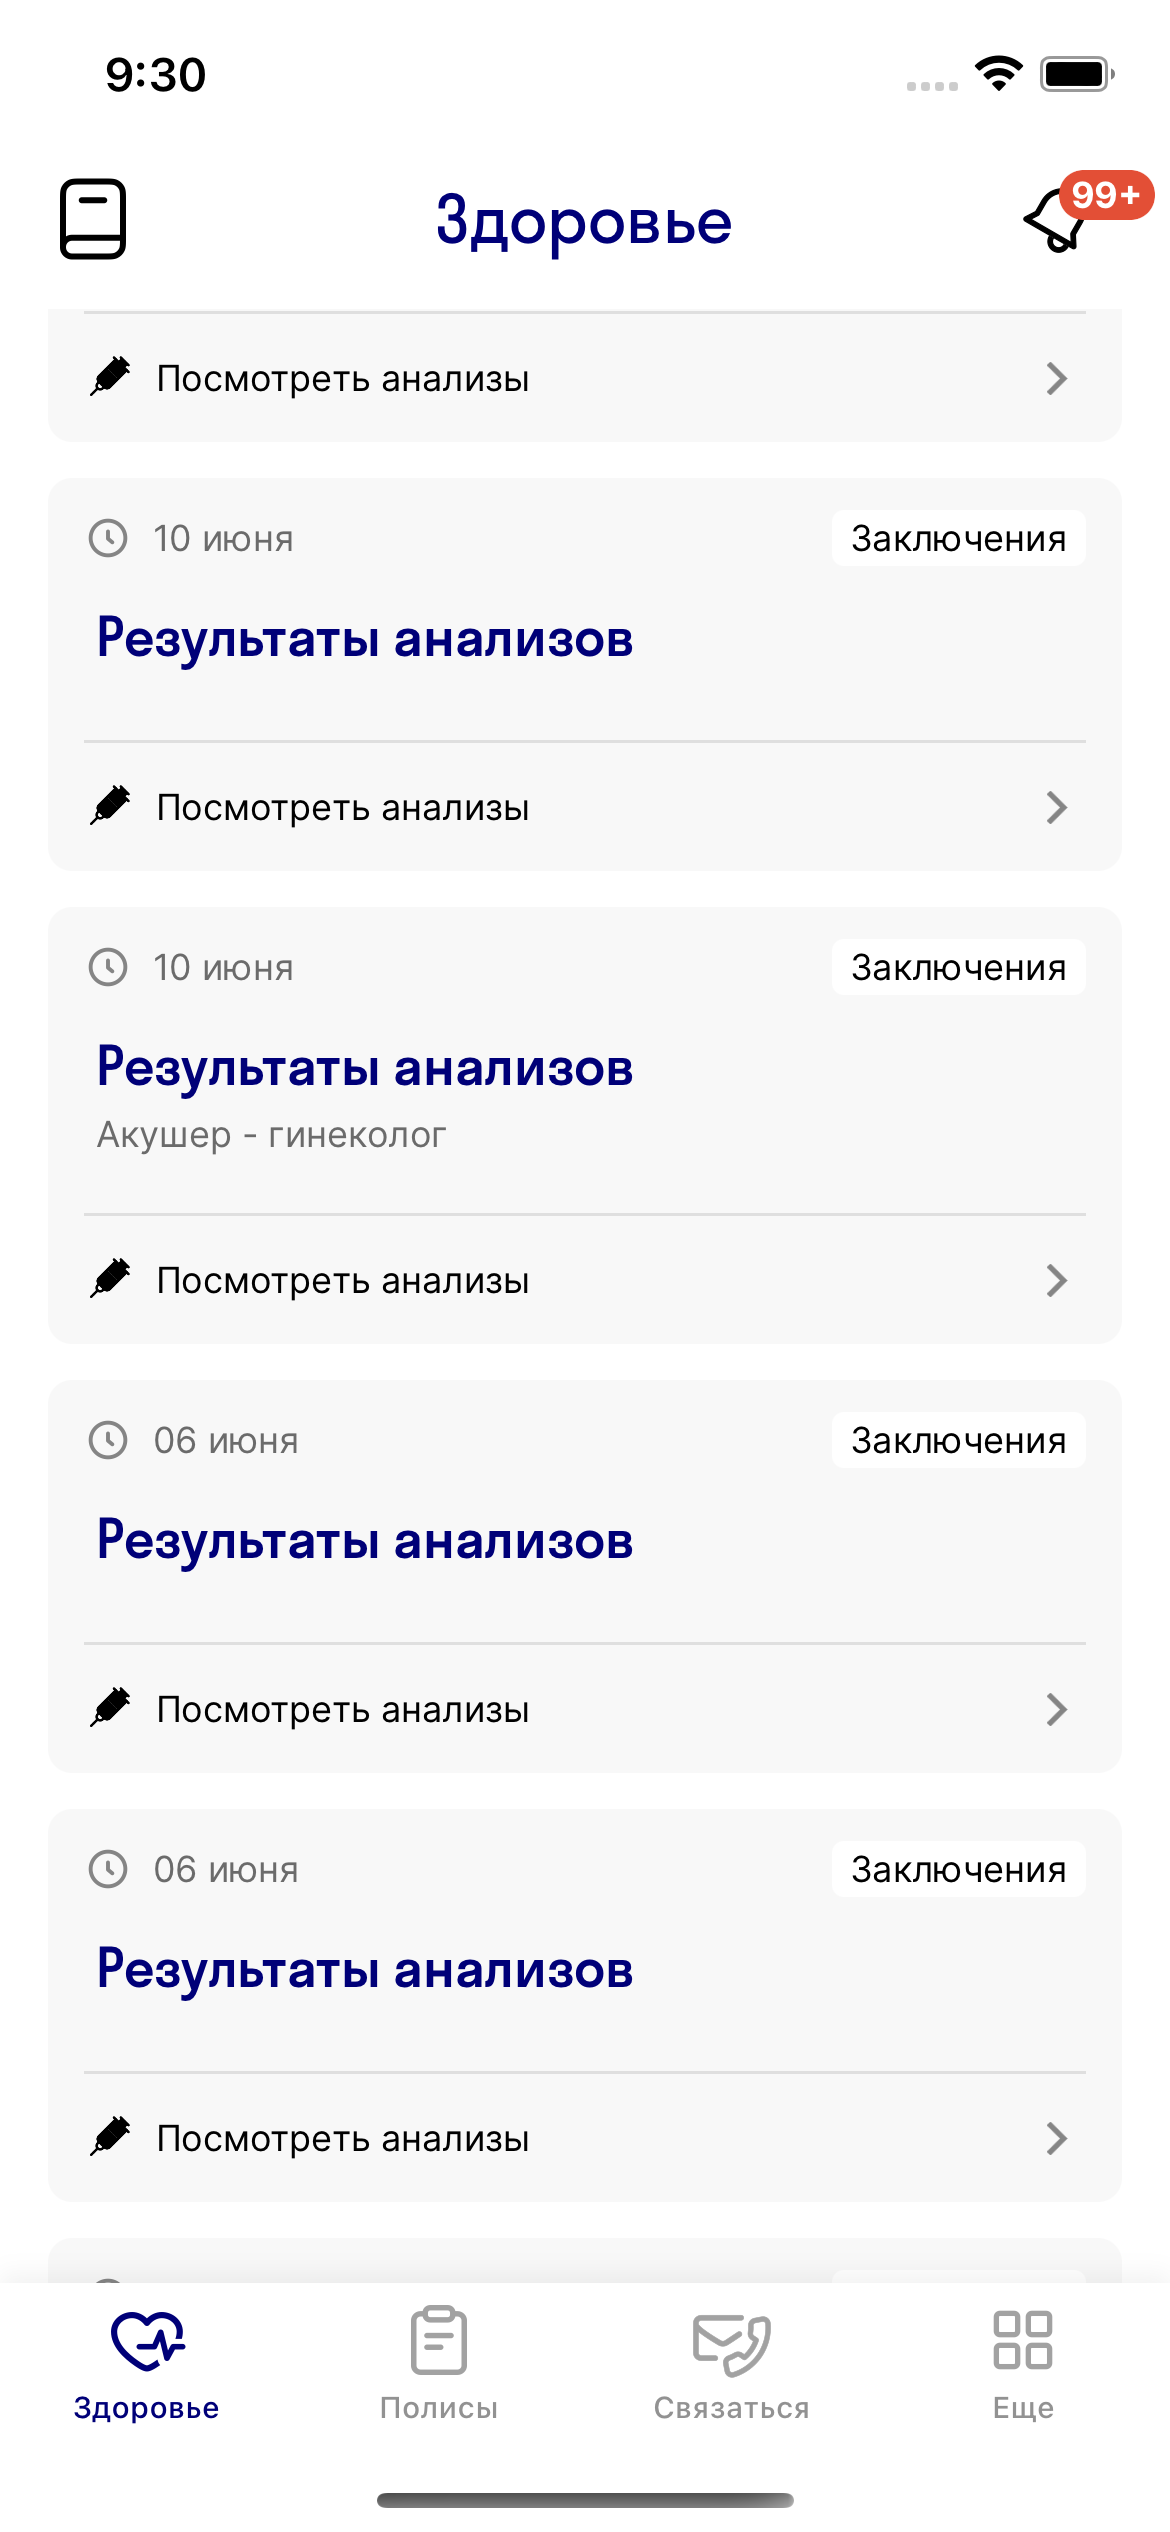 9:30
Здоровье
99+
Посмотреть анализы
10 июня
Заключения
Результаты анализов
Посмотреть анализы
10 июня
Заключения
Результаты анализов
Акушер - гинеколог
Посмотреть анализы
06 июня
Заключения
Результаты анализов
Посмотреть анализы
06 июня
Заключения
Результаты анализов
Посмотреть анализы
Здоровье
Полисы
Связаться
Еще